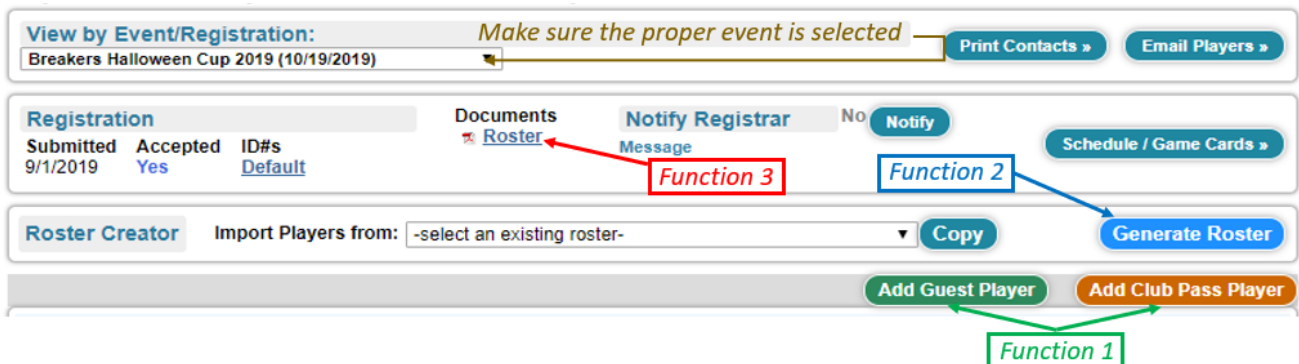 View by Event/Registration:
Make sure the proper event is selected
Breakers Halloween Cup 2019 (10/19/2019)
Print Contacts »
Email Players »
Registration
Documents
Notify Registrar
No
Notify
Submitted Accepted ID#s
Roster
Message
9/1/2019 Yes Default
Schedule / Game Cards »
Function 3
Function 2
Roster Creator Import Players from: -select an existing roster- Copy Generate Roster
Add Guest Player Add Club Pass Player
Function 1